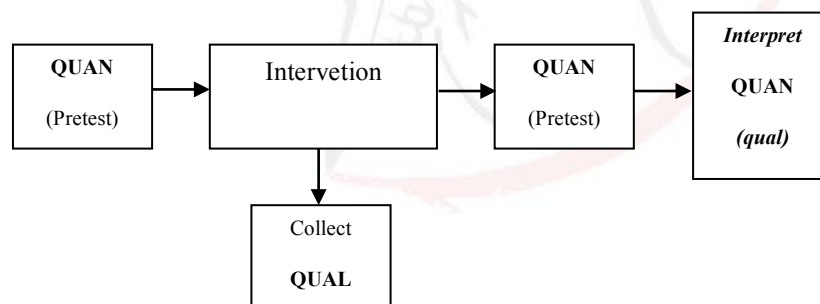 QUAN
(Pretest)
Intervetion
QUAN
(Pretest)
Interpret
QUAN
(qual)
Collect
QUAL